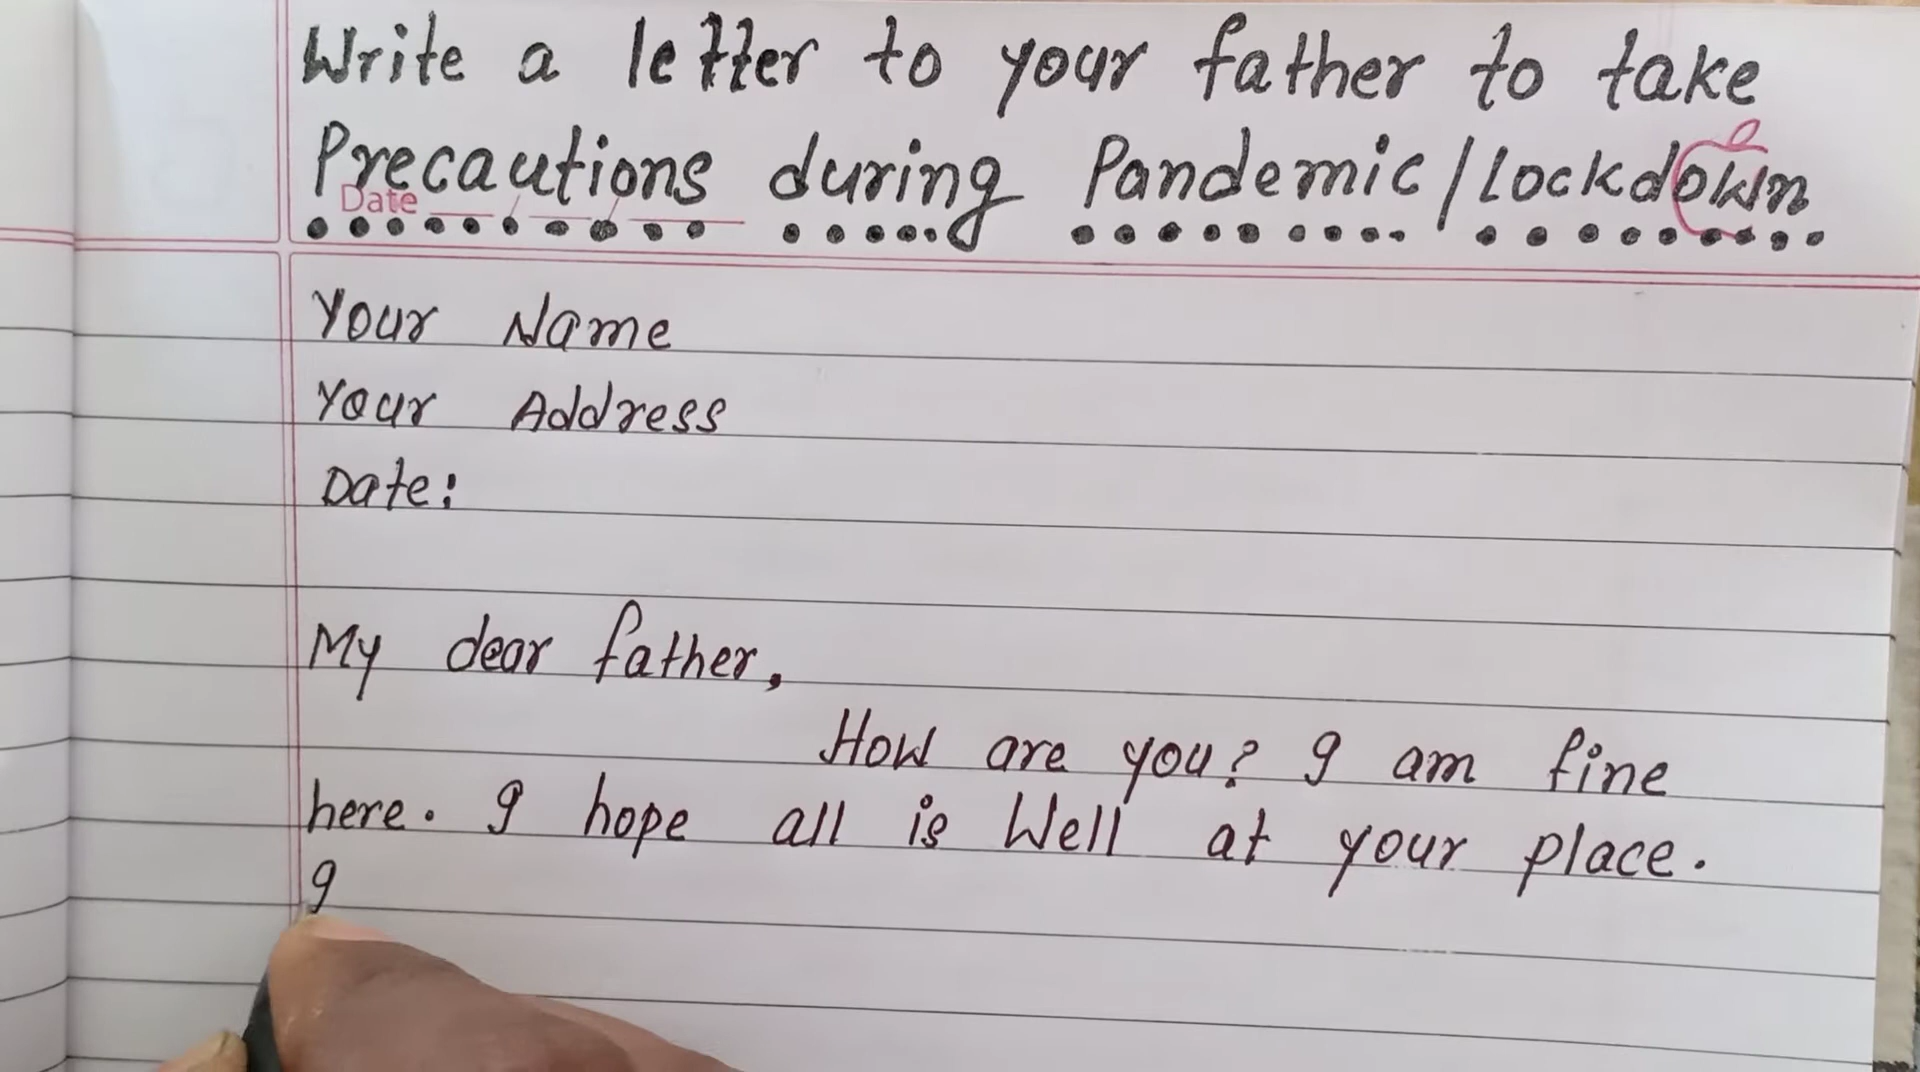 Write a letter to your father to take
Precautions during Pandemic/Lockdown
Date
Your Name
Your Address
Date:
My dear father,
How are you? I am fine
here. I hope all is Well at your place.
I